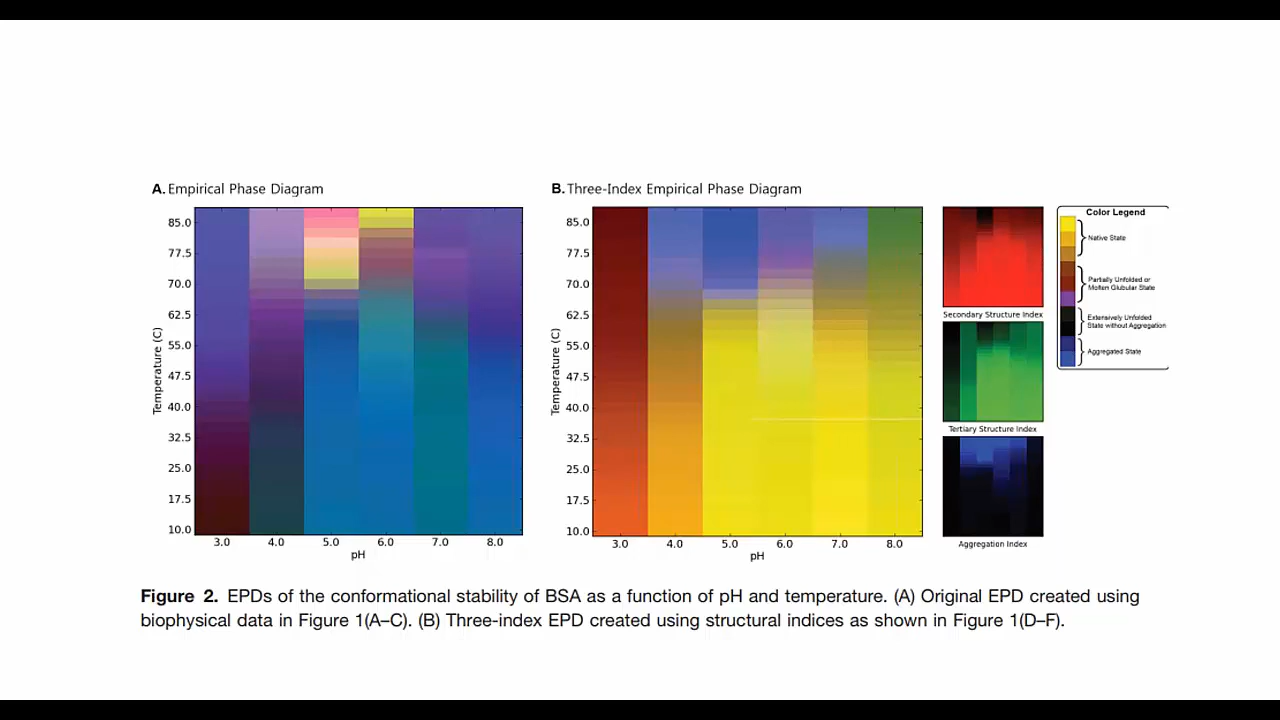 A. Empirical Phase Diagram
85.0
77.5
70.0
62.5
55.0
47.5
40.0
32.5
25.0
17.5
10.0
Temperature (C)
3.0 4.0 5.0 6.0 7.0 8.0
pH
B. Three-Index Empirical Phase Diagram
85.0
77.5
70.0
62.5
55.0
47.5
40.0
32.5
25.0
17.5
10.0
Temperature (C)
3.0 4.0 5.0 6.0 7.0 8.0
pH
Secondary Structure Index
Tertiary Structure Index
Aggregation Index
Color Legend
Native State
Partially Unfolded or
Molten Glubular State
Extensively Unfolded
State without Aggregation
Aggregated State
Figure 2. EPDs of the conformational stability of BSA as a function of pH and temperature. (A) Original EPD created using
biophysical data in Figure 1(A–C). (B) Three-index EPD created using structural indices as shown in Figure 1(D–F).